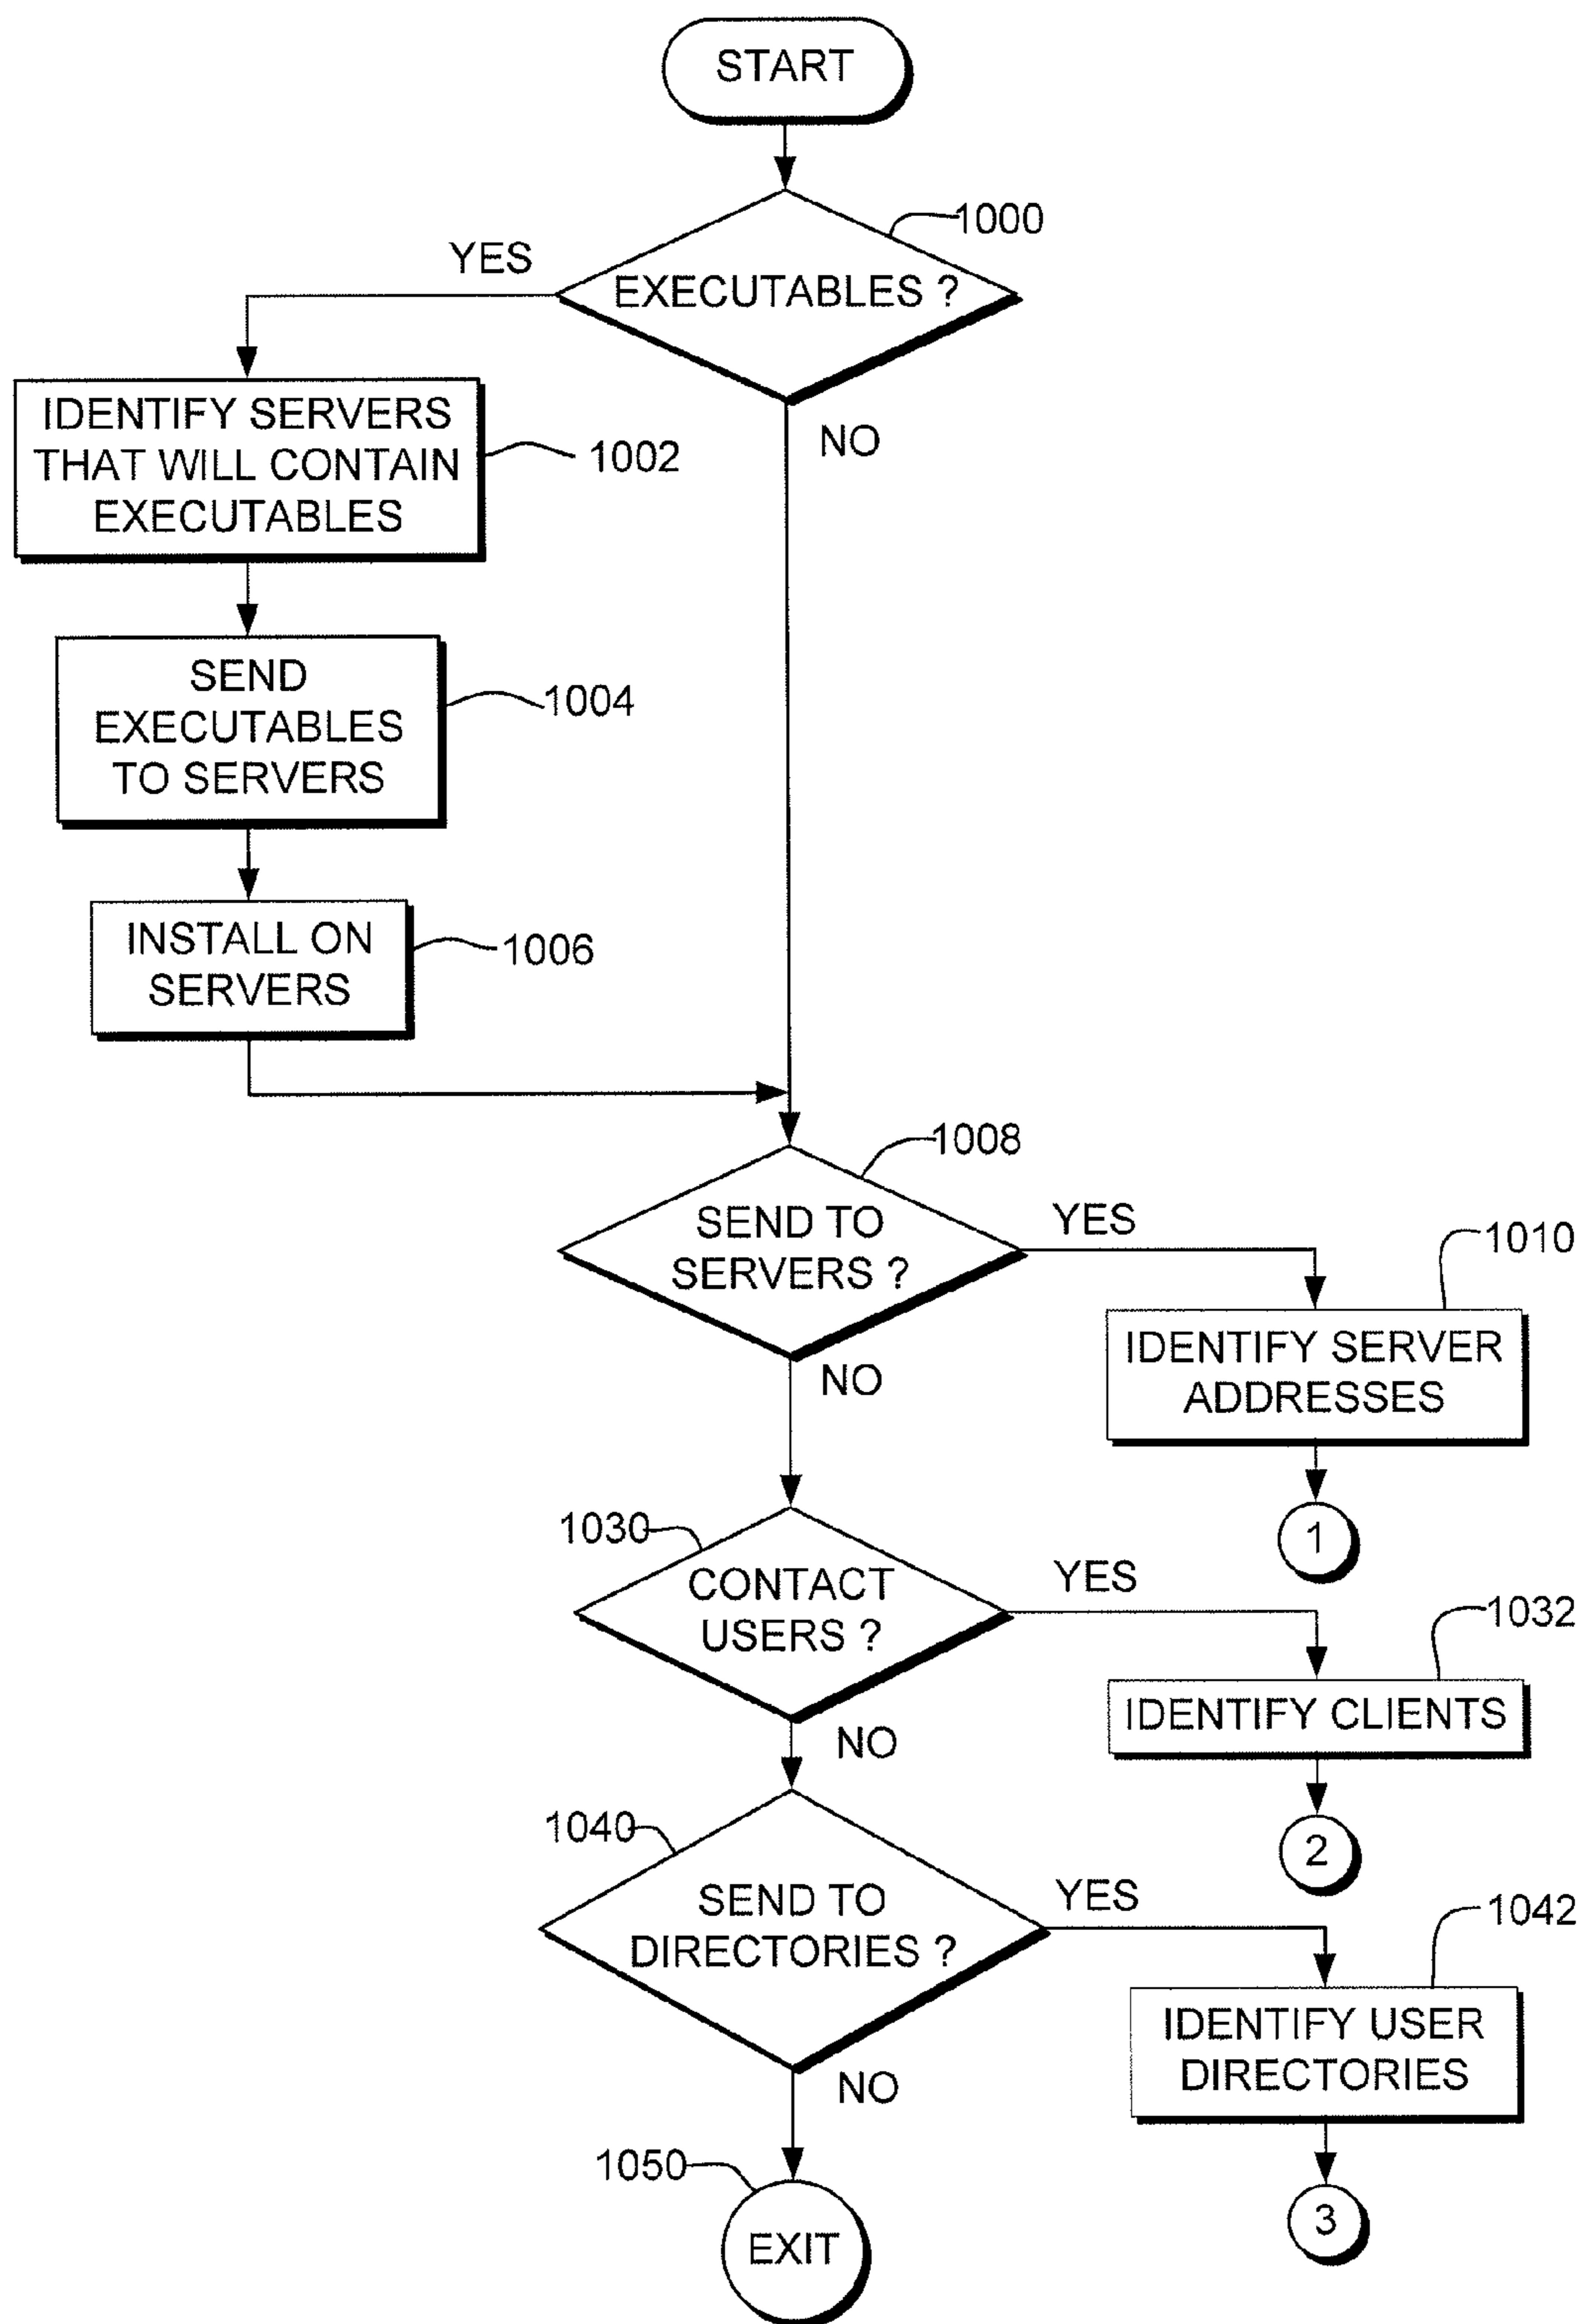 START
1000
YES
EXECUTABLES ?
IDENTIFY SERVERS
THAT WILL CONTAIN
EXECUTABLES
1002
NO
SEND
EXECUTABLES
TO SERVERS
1004
INSTALL ON
SERVERS
1006
1008
SEND TO
SERVERS ?
YES
1010
IDENTIFY SERVER
ADDRESSES
NO
1
1030
CONTACT
USERS ?
YES
1032
IDENTIFY CLIENTS
NO
2
1040
SEND TO
DIRECTORIES ?
YES
1042
IDENTIFY USER
DIRECTORIES
NO
3
1050
EXIT